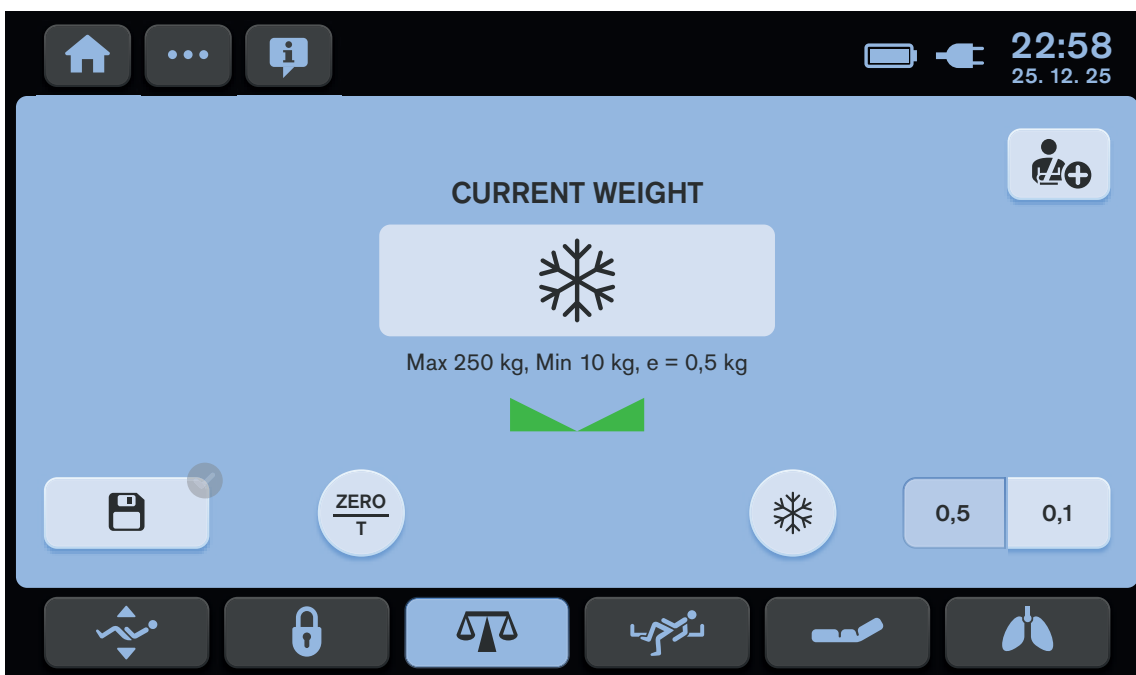 22:58
25. 12. 25
CURRENT WEIGHT
Max 250 kg, Min 10 kg, e = 0,5 kg
ZERO
T
0,5
0,1